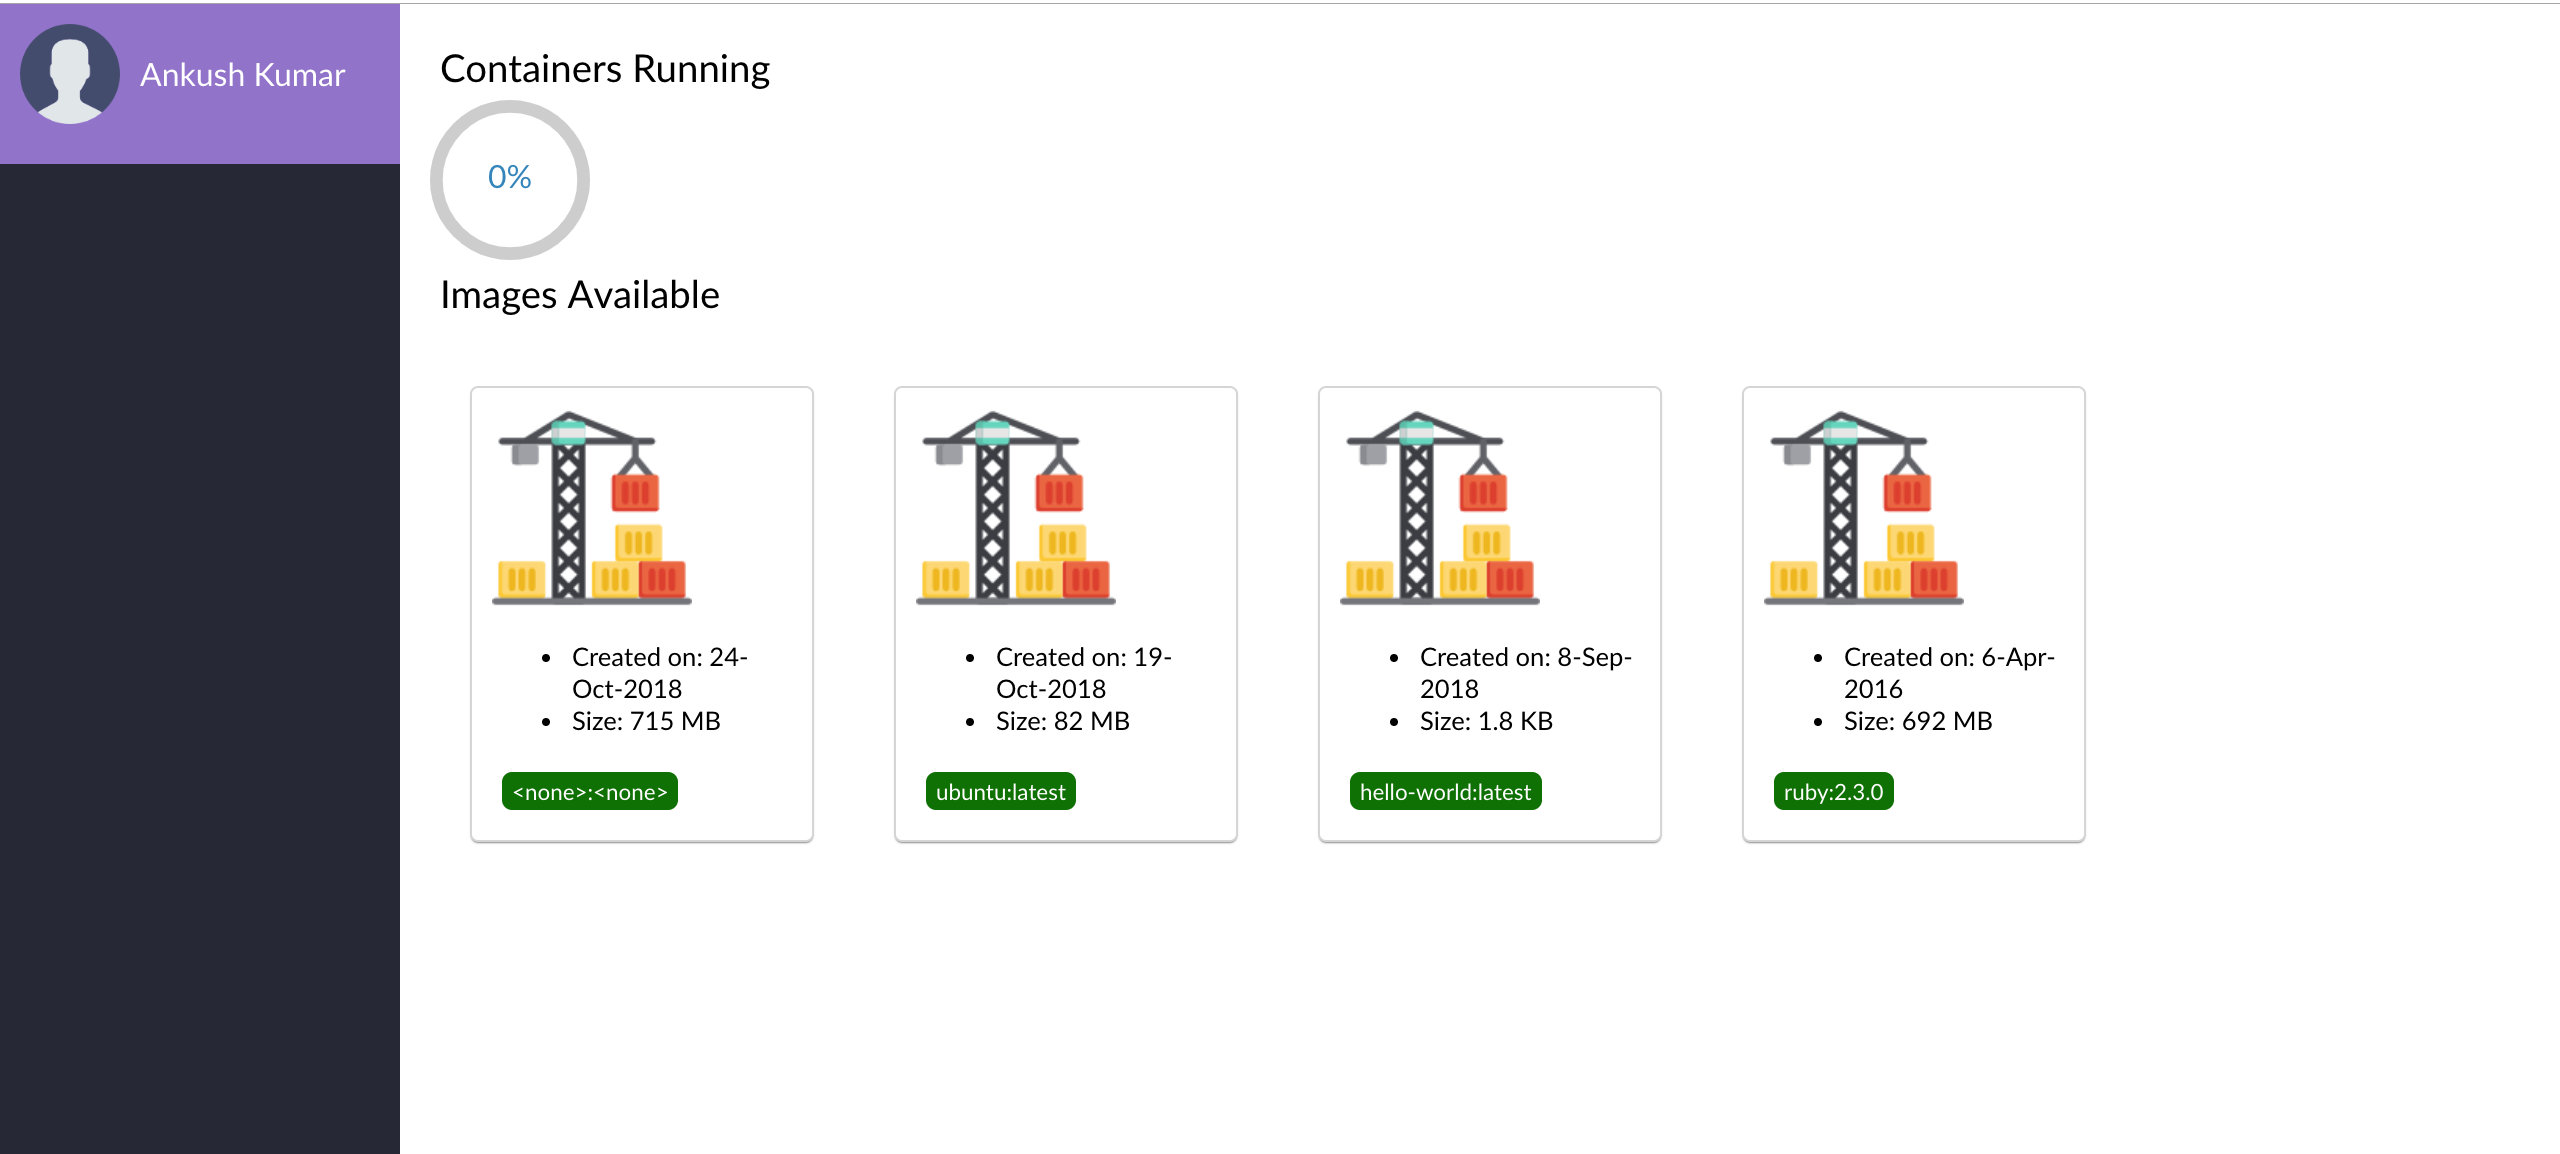 Ankush Kumar
Containers Running
0%
Images Available
Created on: 24-
Oct-2018
Size: 715 MB
<none>:<none>
Created on: 19-
Oct-2018
Size: 82 MB
ubuntu:latest
Created on: 8-Sep-
2018
Size: 1.8 KB
hello-world:latest
Created on: 6-Apr-
2016
Size: 692 MB
ruby:2.3.0